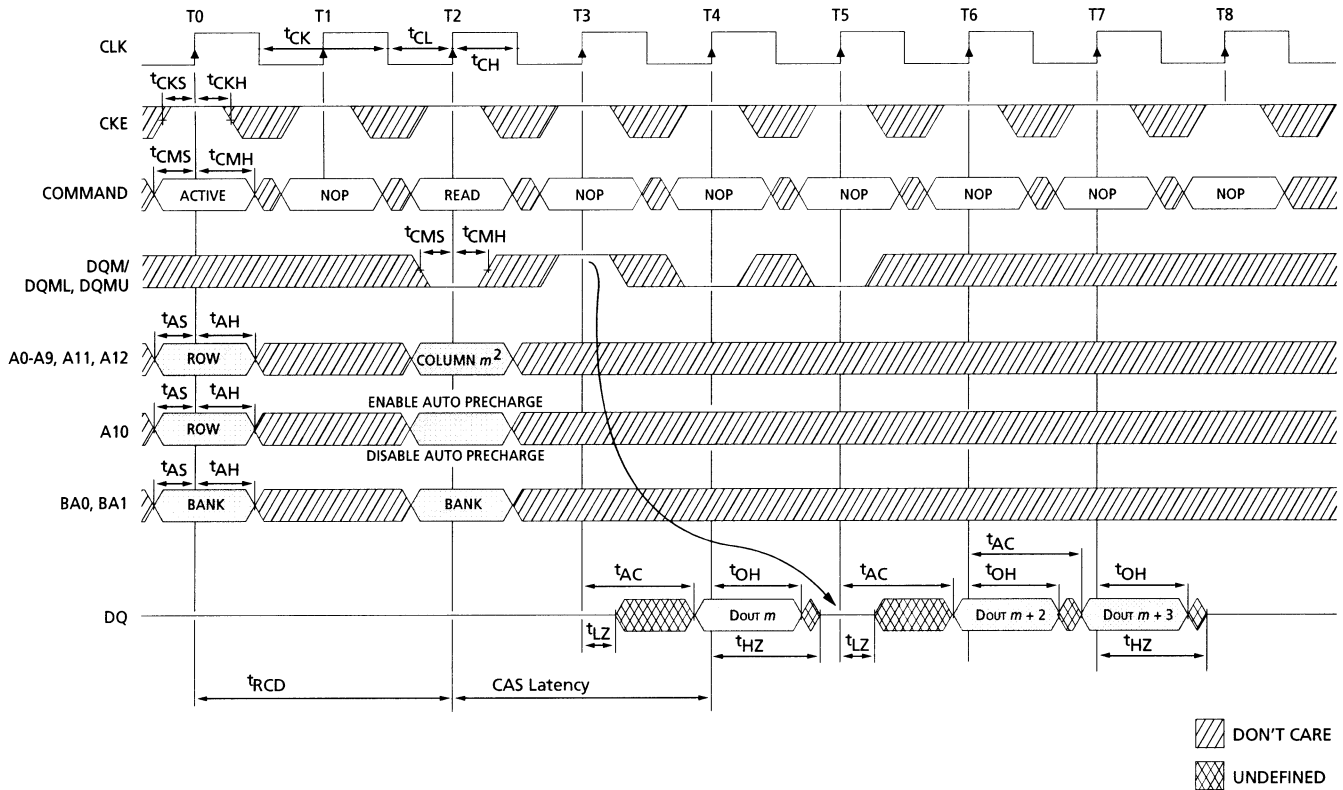 T0 T1 T2 T3 T4 T5 T6 T7 T8
CLK
tCK tCL
tCH
tCKS tCKH
CKE
tCMS tCMH
COMMAND ACTIVE NOP READ NOP NOP NOP NOP NOP NOP
tCMS tCMH
DQM/
DQML, DQMU
tAS tAH
A0-A9, A11, A12 ROW COLUMN m2
tAS tAH ENABLE AUTO PRECHARGE
A10 ROW
DISABLE AUTO PRECHARGE
tAS tAH
BA0, BA1 BANK BANK
tAC
tAC tOH tAC tOH tOH
DQ DOUT m DOUT m + 2 DOUT m + 3
tLZ tHZ tLZ tHZ
tRCD CAS Latency
DON'T CARE
UNDEFINED